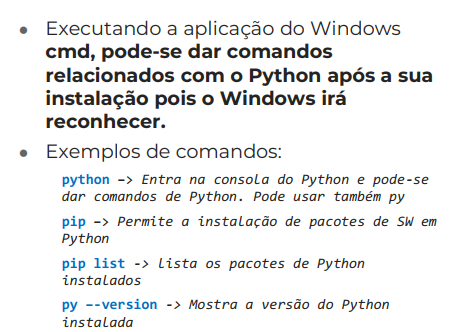 • Executando a aplicação do Windows
cmd, pode-se dar comandos
relacionados com o Python após a sua
instalação pois o Windows irá
reconhecer.
• Exemplos de comandos:
python –> Entra na consola do Python e pode-se
dar comandos de Python. Pode usar também py
pip –> Permite a instalação de pacotes de SW em
Python
pip list -> lista os pacotes de Python
instalados
py --version -> Mostra a versão do Python
instalada